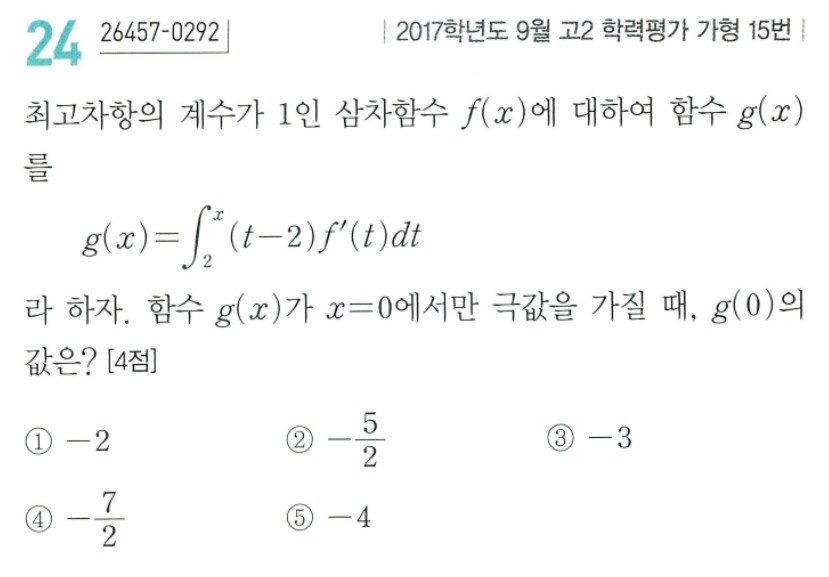 24 26457-0292 | 2017학년도 9월 고2 학력평가 가형 15번 |
최고차항의 계수가 1인 삼차함수 f(x)에 대하여 함수 g(x)
를
g(x)=∫₂ˣ(t−2)f′(t)dt
라 하자. 함수 g(x)가 x=0에서만 극값을 가질 때, g(0)의
값은? [4점]
① −2 ② −5/2 ③ −3
④ −7/2 ⑤ −4